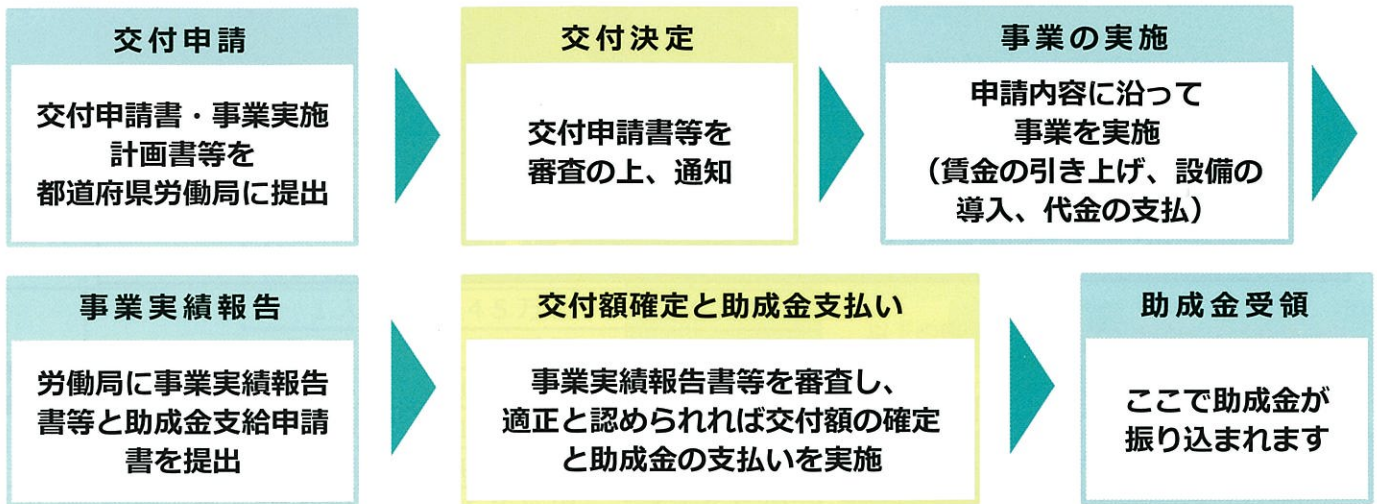 交付申請
交付申請書・事業実施
計画書等を
都道府県労働局に提出
交付決定
交付申請書等を
審査の上、通知
事業の実施
申請内容に沿って
事業を実施
（賃金の引き上げ、設備の
導入、代金の支払）
事業実績報告
労働局に事業実績報告
書等と助成金支給申請
書を提出
交付額確定と助成金支払い
事業実績報告書等を審査し、
適正と認められれば交付額の確定
と助成金の支払いを実施
助成金受領
ここで助成金が
振り込まれます